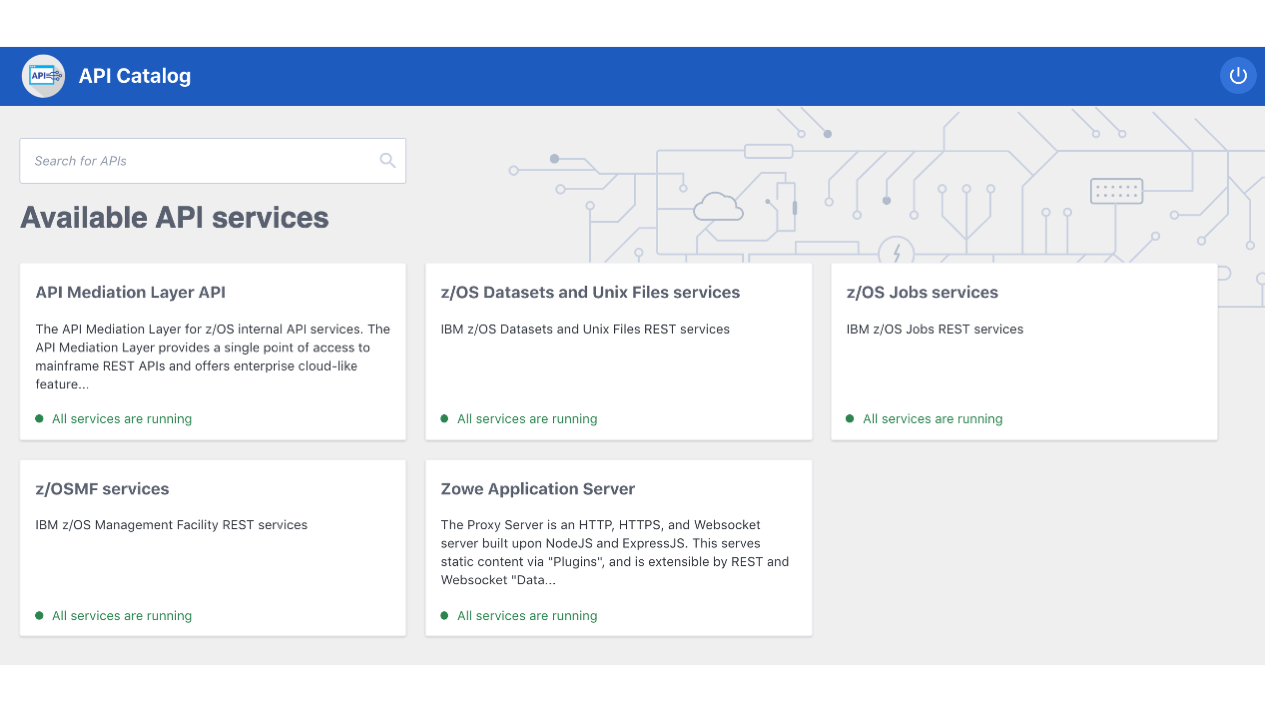 API
API Catalog
Search for APIs
Available API services
API Mediation Layer API
The API Mediation Layer for z/OS internal API services. The
API Mediation Layer provides a single point of access to
mainframe REST APIs and offers enterprise cloud-like
feature...
All services are running
z/OS Datasets and Unix Files services
IBM z/OS Datasets and Unix Files REST services
All services are running
z/OS Jobs services
IBM z/OS Jobs REST services
All services are running
z/OSMF services
IBM z/OS Management Facility REST services
All services are running
Zowe Application Server
The Proxy Server is an HTTP, HTTPS, and Websocket
server built upon NodeJS and ExpressJS. This serves
static content via "Plugins", and is extensible by REST and
Websocket "Data...
All services are running